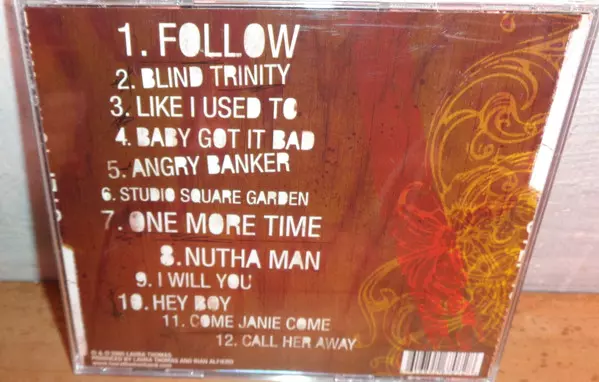 1. FOLLOW
2. BLIND TRINITY
3. LIKE I USED TO
4. BABY GOT IT BAD
5. ANGRY BANKER
6. STUDIO SQUARE GARDEN
7. ONE MORE TIME
8. NUTHA MAN
9. I WILL YOU
10. HEY BOY
11. COME JANIE COME
12. CALL HER AWAY
LAURA THOMAS
PRODUCED BY LAURA THOMAS AND